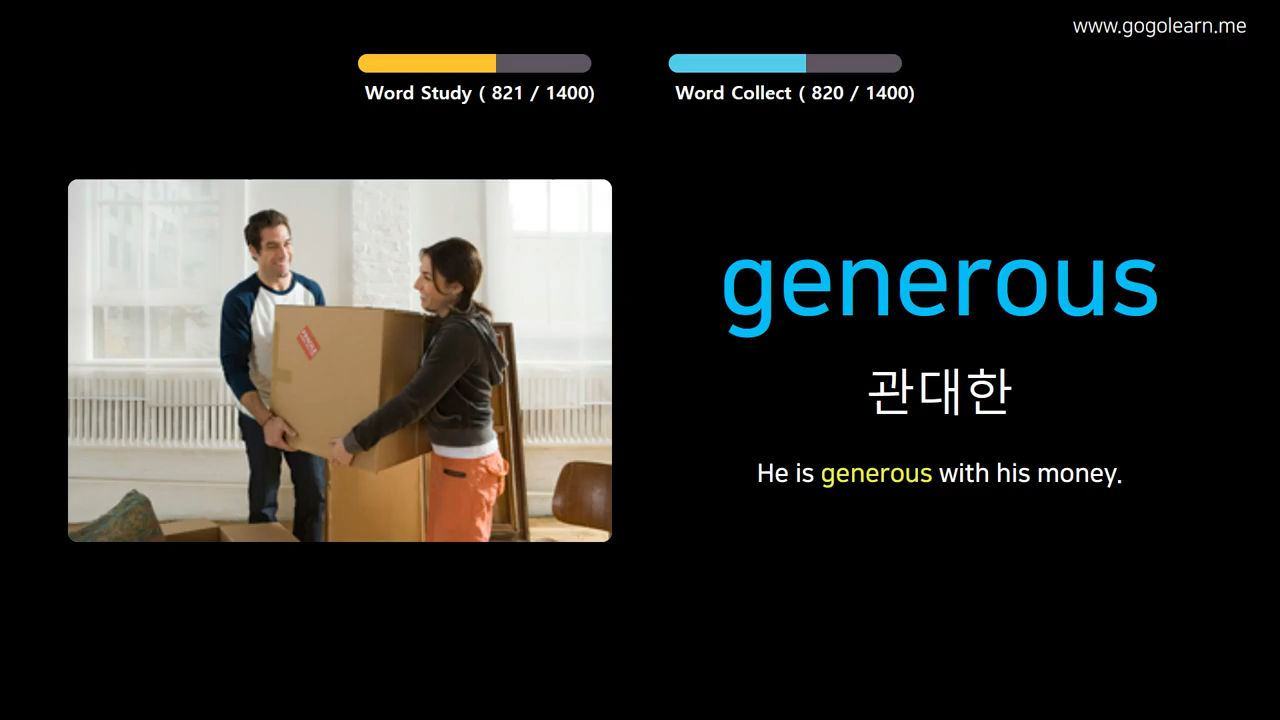 www.gogolearn.me
Word Study ( 821 / 1400)
Word Collect ( 820 / 1400)
generous
관대한
He is generous with his money.